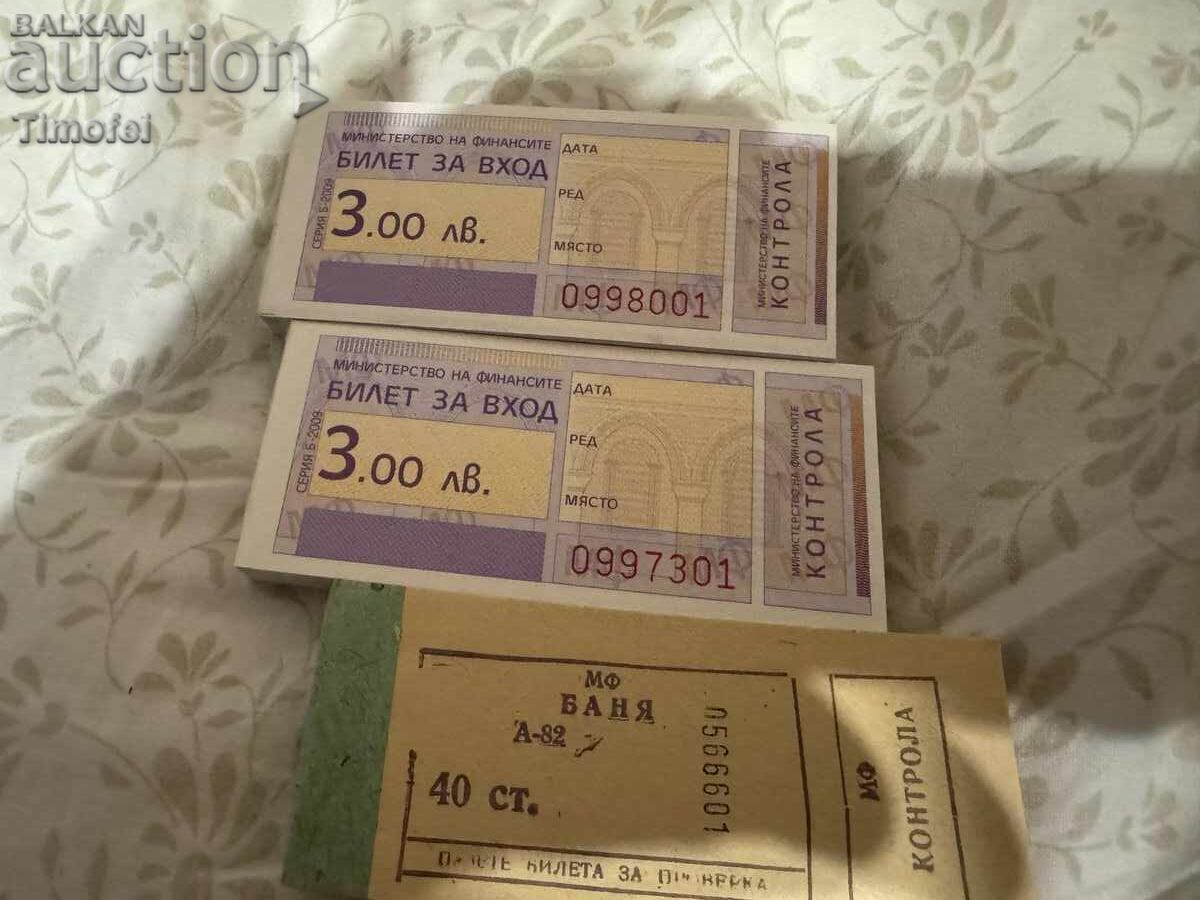 BALKAN
auction
Timofei
МИНИСТЕРСТВО НА ФИНАНСИТЕ
БИЛЕТ ЗА ВХОД
СЕРИЯ Б-2009
3.00 лв.
ДАТА
РЕД
МЯСТО
0998001
МИНИСТЕРСТВО НА ФИНАНСИТЕ
КОНТРОЛА
МИНИСТЕРСТВО НА ФИНАНСИТЕ
БИЛЕТ ЗА ВХОД
СЕРИЯ Б-2009
3.00 лв.
ДАТА
РЕД
МЯСТО
0997301
МИНИСТЕРСТВО НА ФИНАНСИТЕ
КОНТРОЛА
МФ
БАНЯ
А-82
40 ст.
0566601
БИЛЕТА ЗА
МФ
КОНТРОЛА